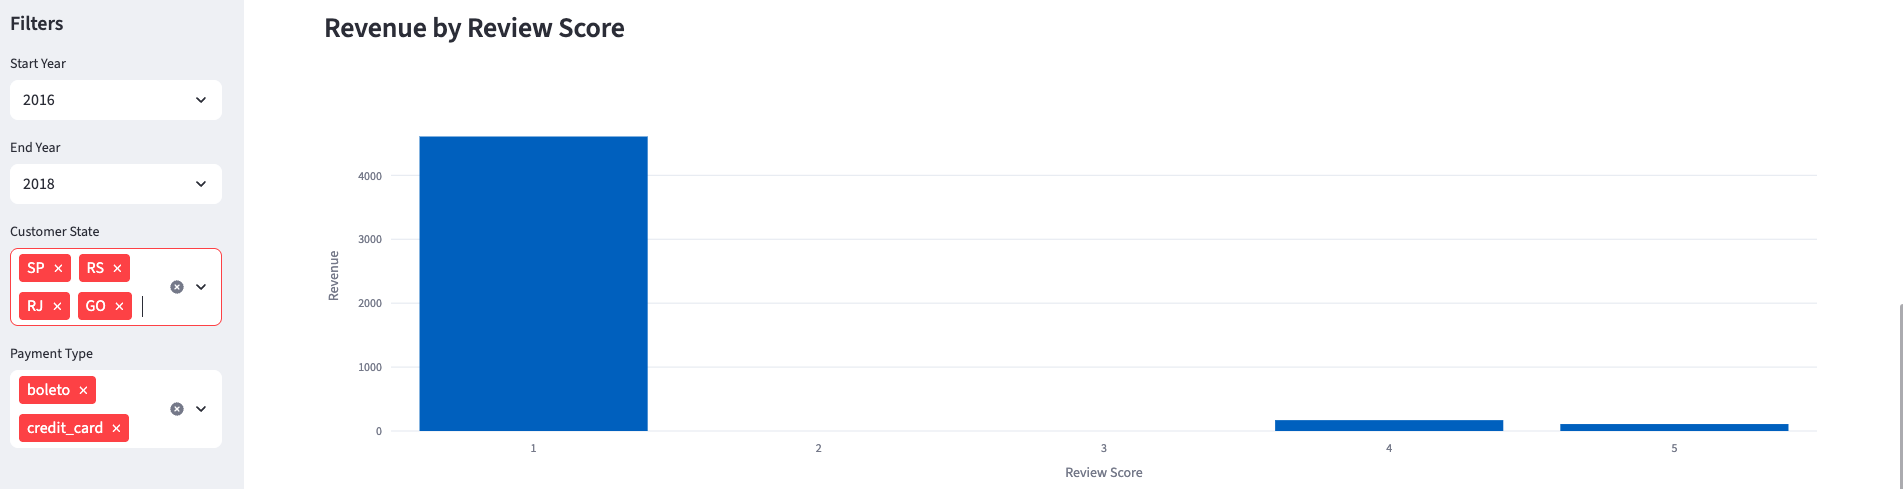 Filters
Start Year
2016
End Year
2018
Customer State
SP × RS ×
RJ × GO ×
Payment Type
boleto ×
credit_card ×
Revenue by Review Score
Revenue
4000
3000
2000
1000
0
1 2 3 4 5
Review Score